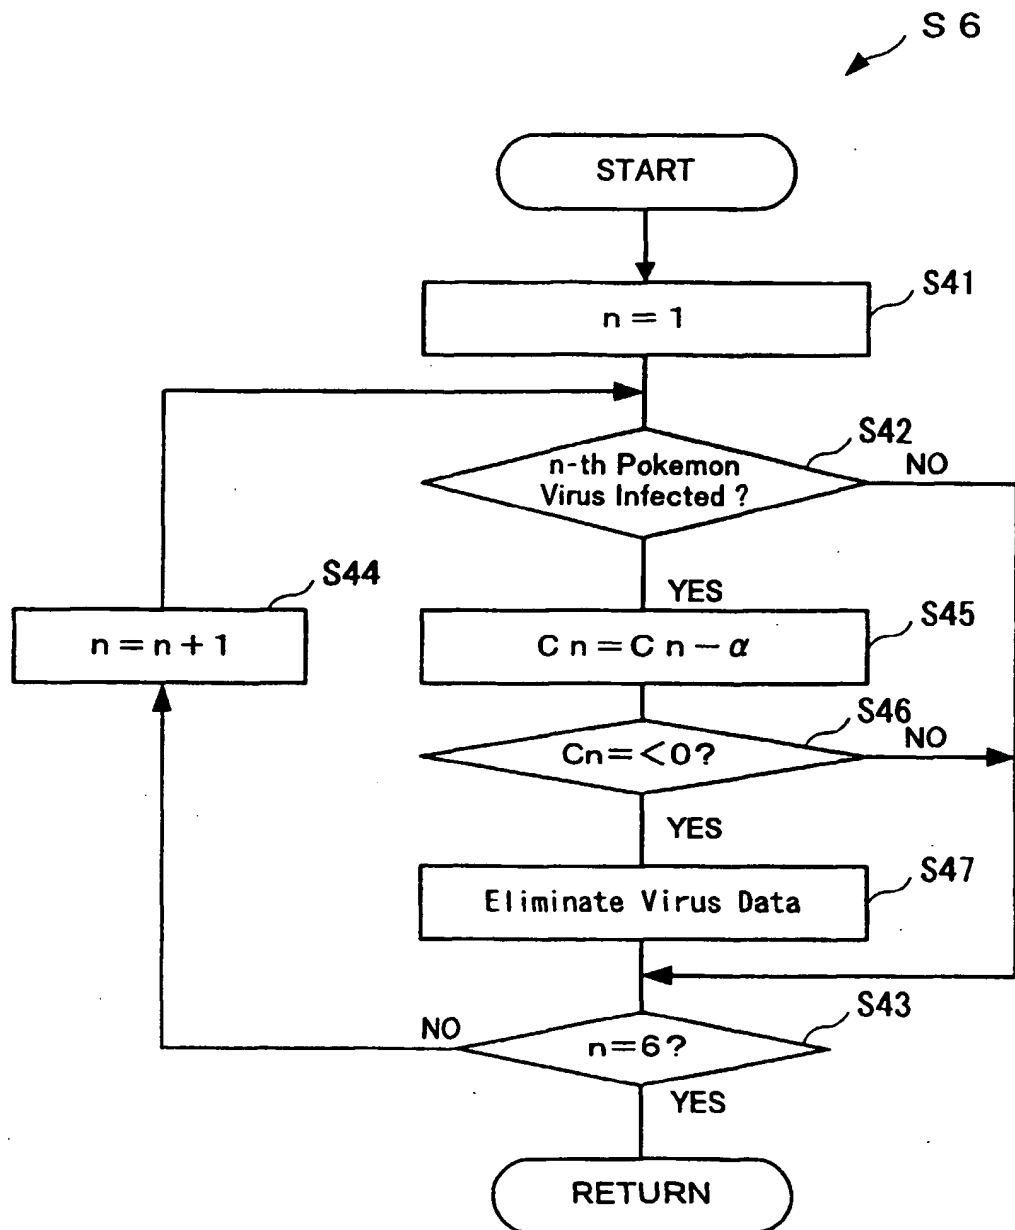 S 6
START
S41
n = 1
S42
n-th Pokemon
Virus Infected ?
NO
YES
S44
n = n + 1
S45
C n = C n − α
S46
Cn = < 0?
NO
YES
S47
Eliminate Virus Data
S43
n=6?
NO
YES
RETURN